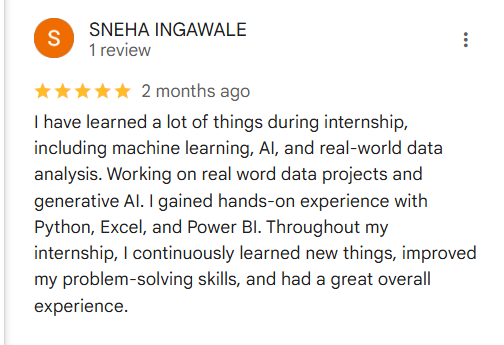 S
SNEHA INGAWALE
1 review
2 months ago
I have learned a lot of things during internship,
including machine learning, AI, and real-world data
analysis. Working on real word data projects and
generative AI. I gained hands-on experience with
Python, Excel, and Power BI. Throughout my
internship, I continuously learned new things, improved
my problem-solving skills, and had a great overall
experience.